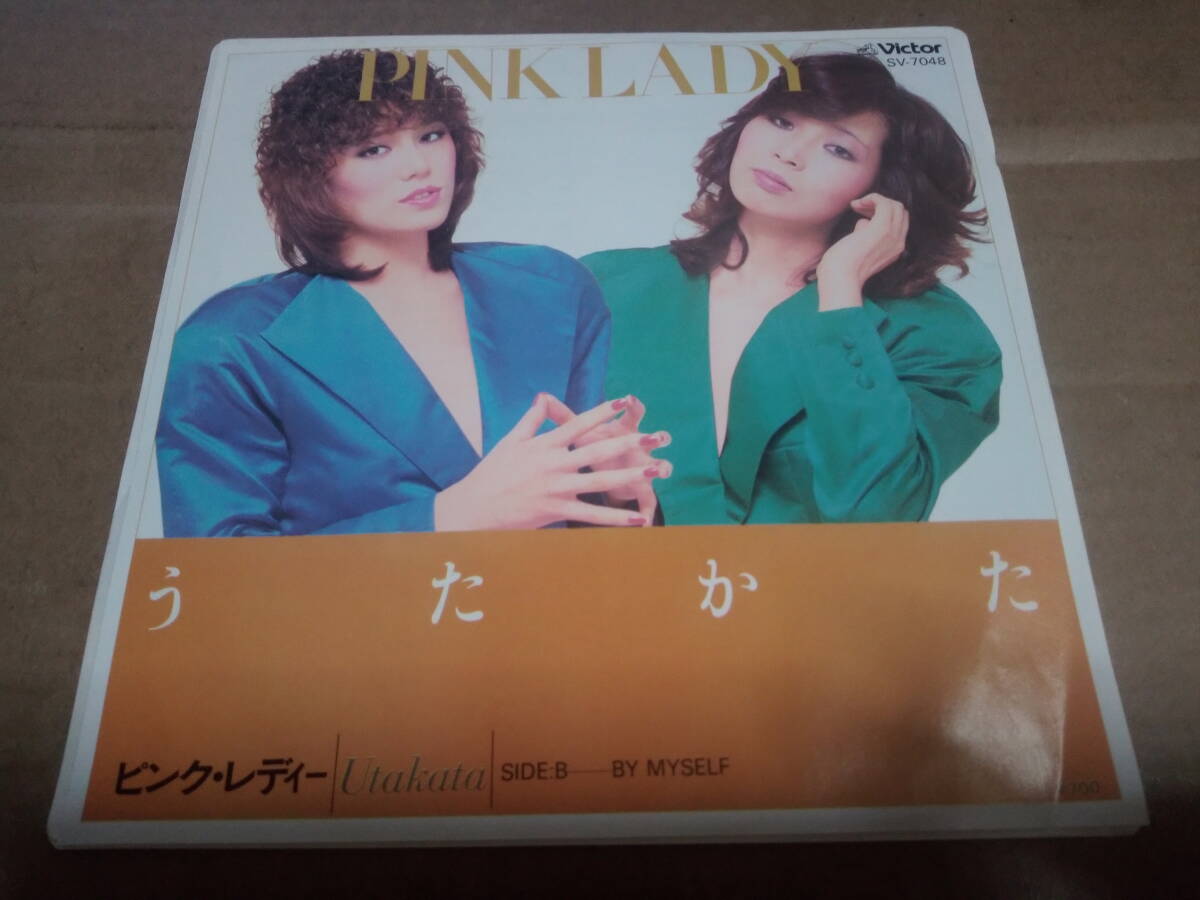 PINK LADY
Victor
SV-7048
うたかた
ピンク・レディー
Utakata
SIDE:B——BY MYSELF
700